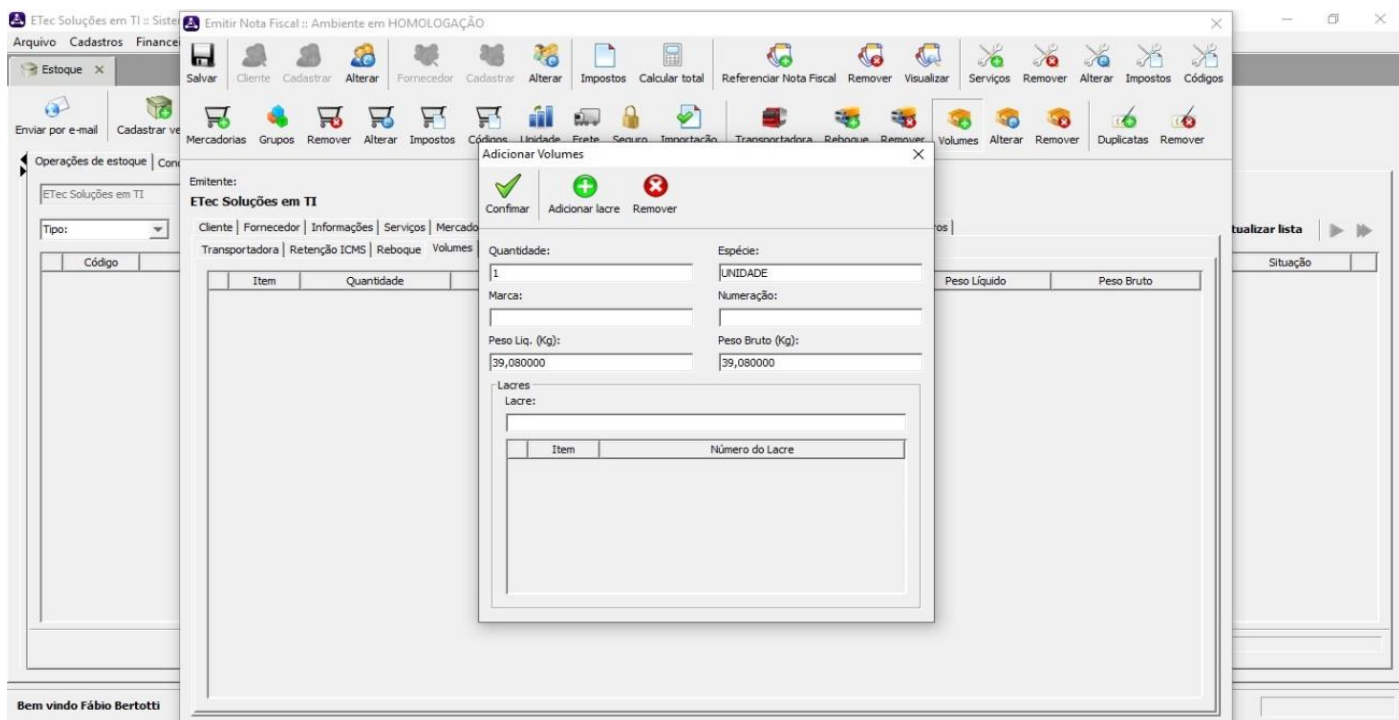 ETec Soluções em TI :: Siste
Emitir Nota Fiscal :: Ambiente em HOMOLOGAÇÃO
Arquivo Cadastros Financei
Estoque
Salvar Cliente Cadastrar Alterar Fornecedor Cadastrar Alterar Impostos Calcular total Referenciar Nota Fiscal Remover Visualizar Serviços Remover Alterar Impostos Códigos
Enviar por e-mail Cadastrar ve
Mercadorias Grupos Remover Alterar Impostos Códigos Unidade Frete Seguro Importação Transportadora Reboque Remover Volumes Alterar Remover Duplicatas Remover
Adicionar Volumes
Operações de estoque Con
ETec Soluções em TI
Emitente:
ETec Soluções em TI
Confimar Adicionar lacre Remover
Tipo:
Cliente Fornecedor Informações Serviços Mercado
ros
tualizar lista
Transportadora Retenção ICMS Reboque Volumes
Código
Situação
Item Quantidade
Peso Líquido Peso Bruto
Quantidade: Espécie:
1 UNIDADE
Marca: Numeração:
Peso Liq. (Kg): Peso Bruto (Kg):
39,080000 39,080000
Lacres
Lacre:
Item Número do Lacre
Bem vindo Fábio Bertotti